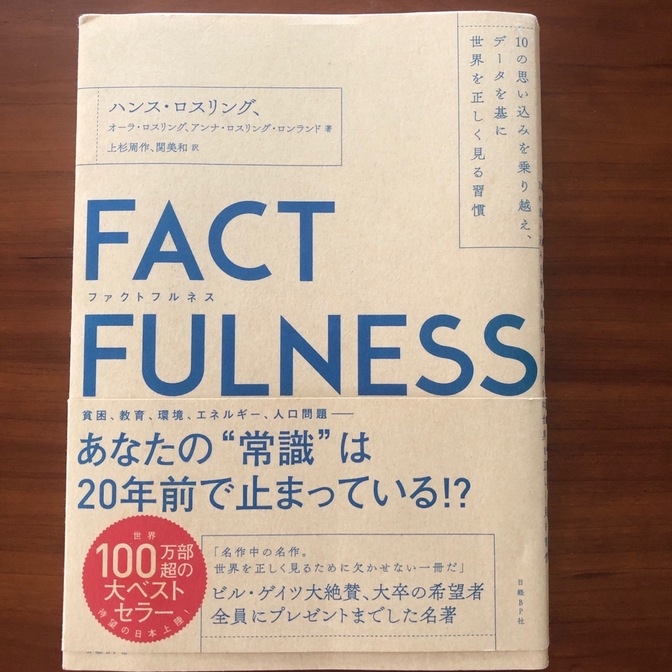 10の思い込みを乗り越え、
データを基に
世界を正しく見る習慣
ハンス・ロスリング、
オーラ・ロスリング、アンナ・ロスリング・ロンランド 著
上杉周作、関美和 訳
FACT
ファクトフルネス
FULNESS
貧困、教育、環境、エネルギー、人口問題──
あなたの“常識”は
20年前で止まっている!?
世界
100万部
超の
大ベスト
セラー
待望の日本上陸!
「名作中の名作。
世界を正しく見るために欠かせない一冊だ」
ビル・ゲイツ大絶賛、大卒の希望者
全員にプレゼントまでした名著
日経BP社